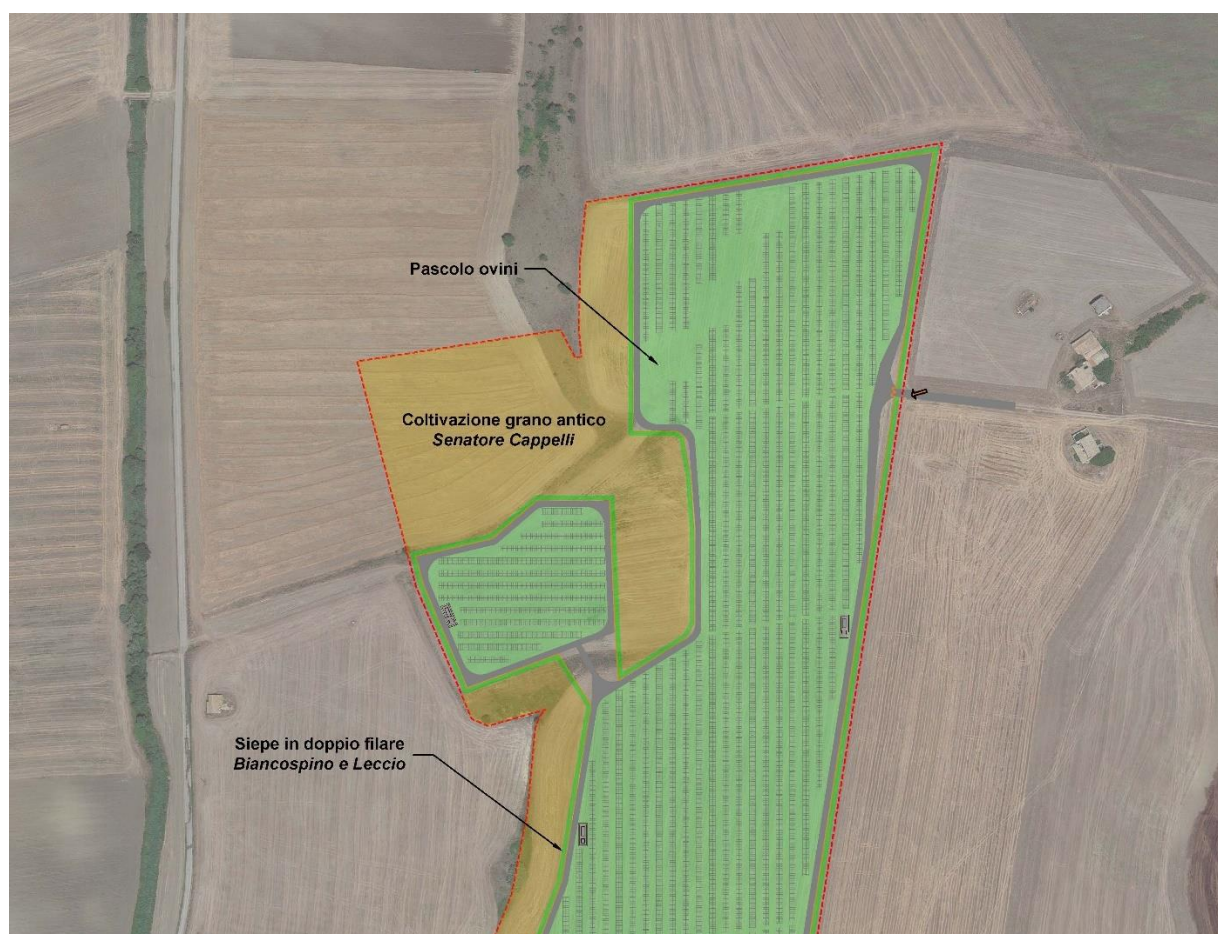 Pascolo ovini
Coltivazione grano antico
Senatore Cappelli
Siepe in doppio filare
Biancospino e Leccio